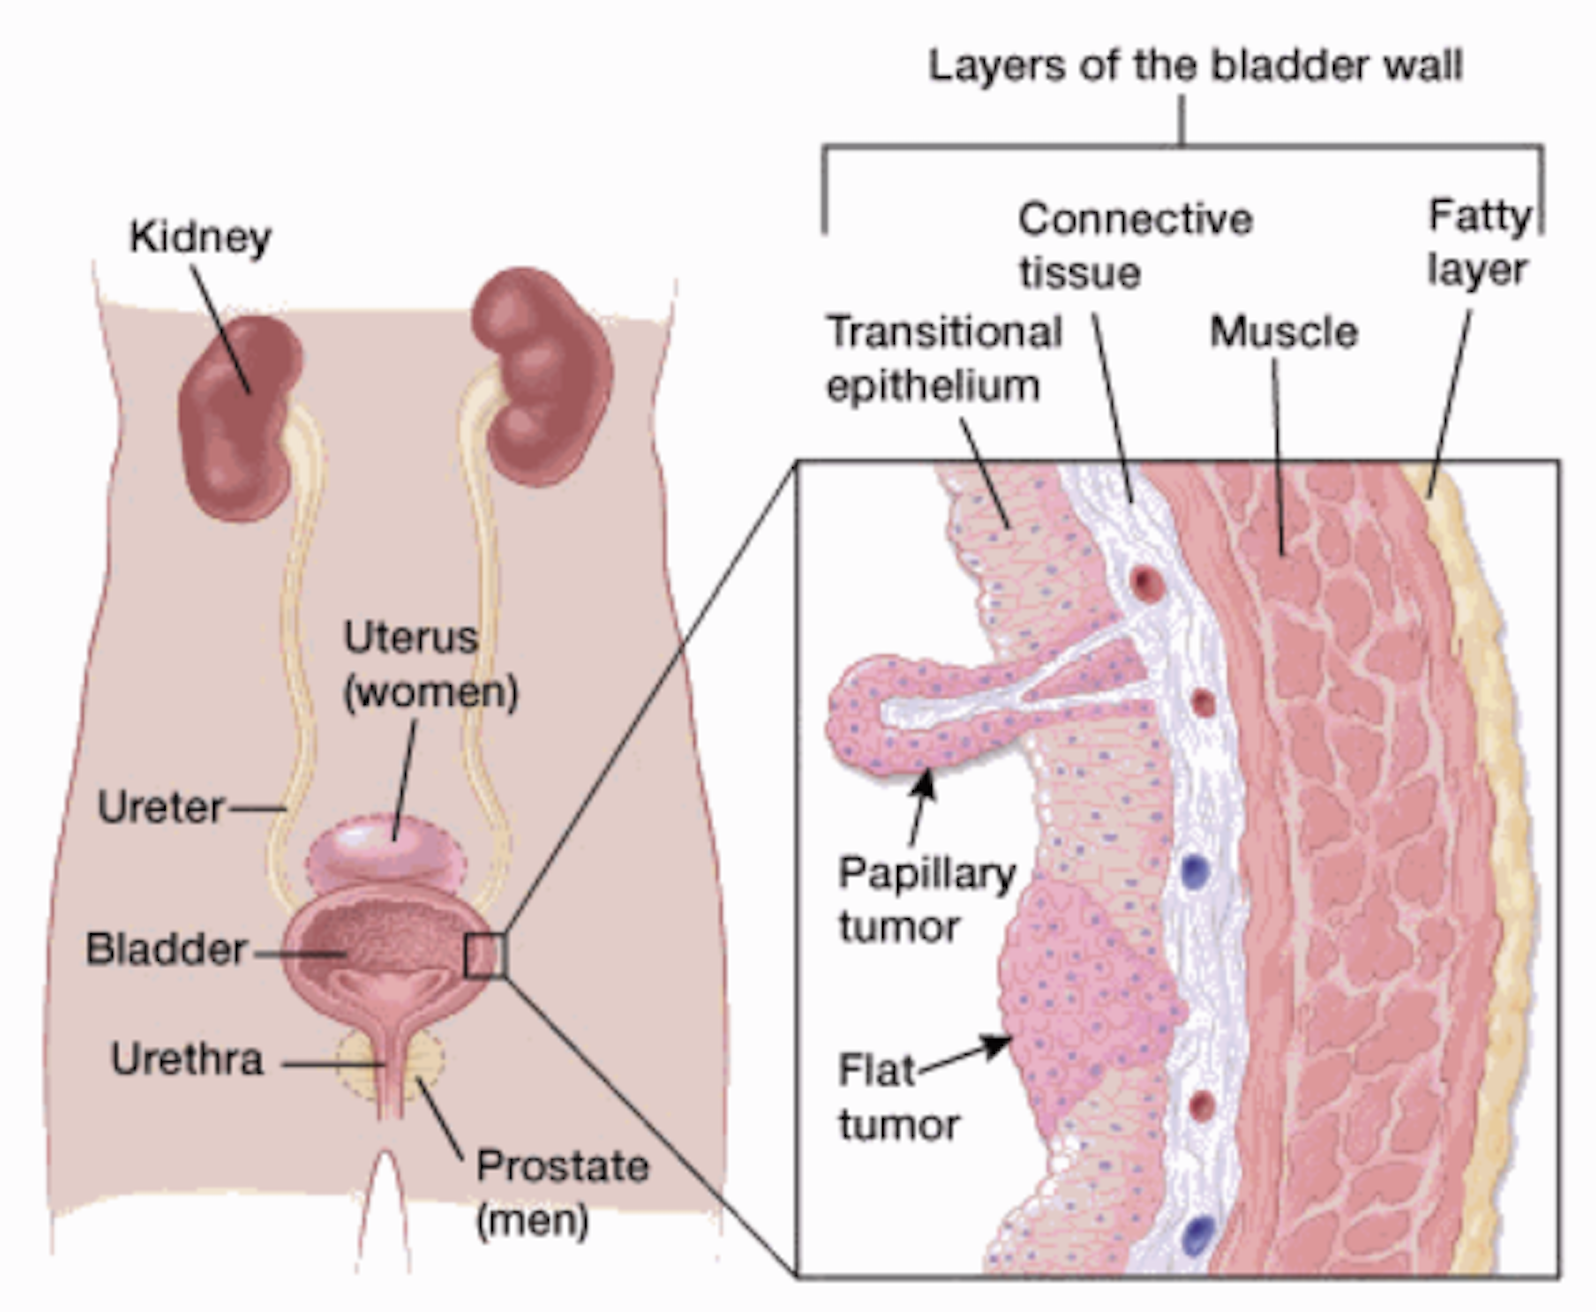 Layers of the bladder wall
Kidney
Connective
tissue
Fatty
layer
Transitional
epithelium
Muscle
Uterus
(women)
Ureter
Bladder
Urethra
Prostate
(men)
Papillary
tumor
Flat
tumor